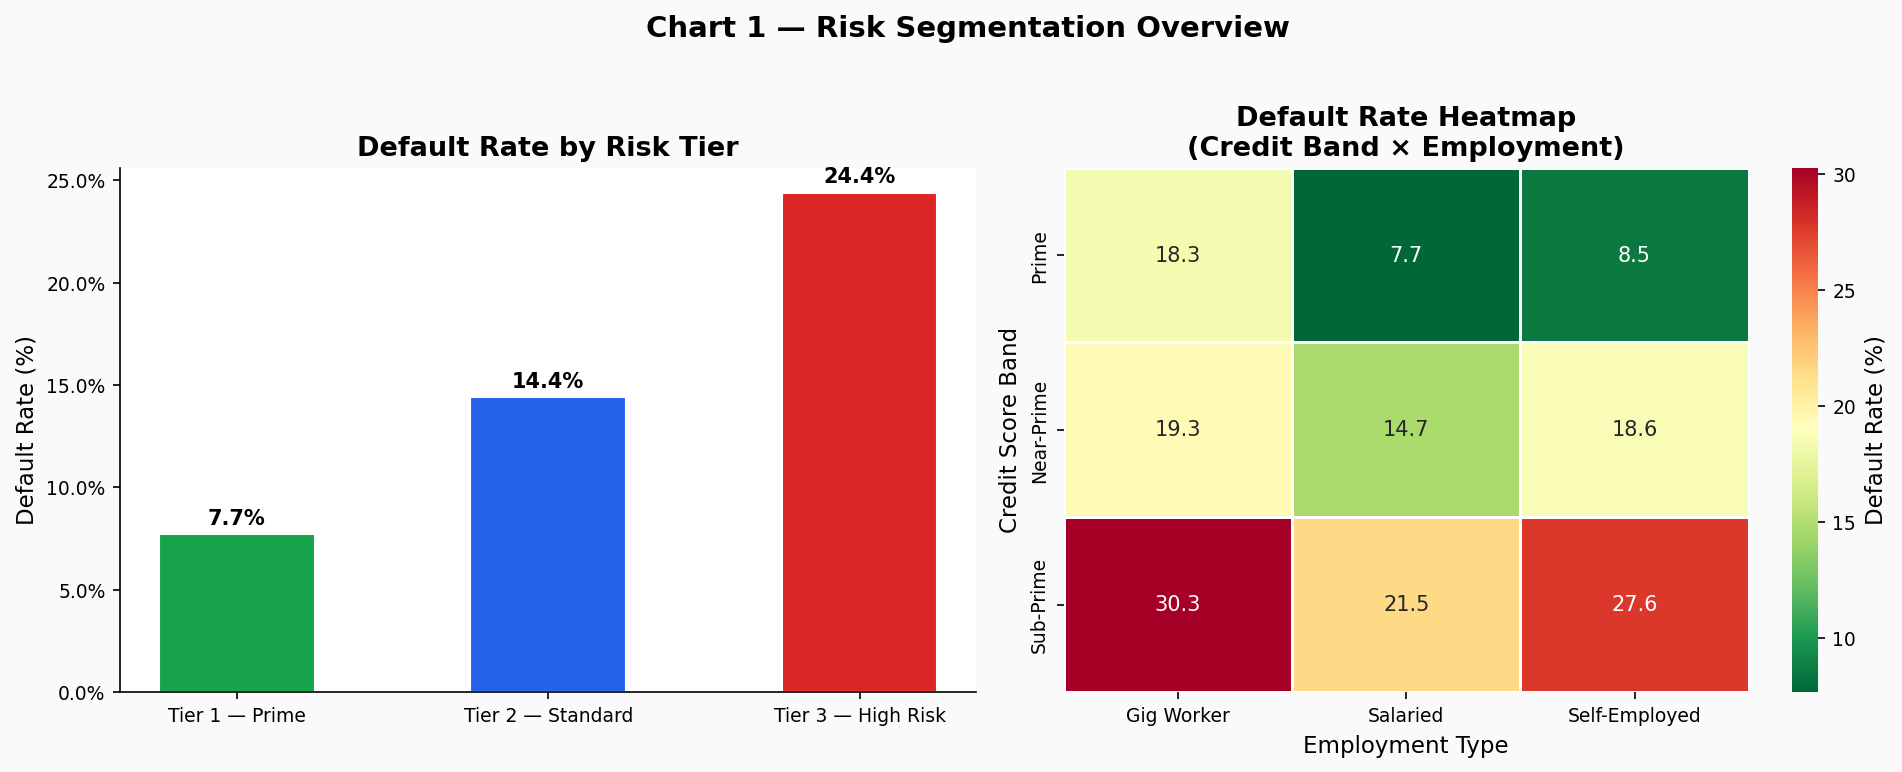 Chart 1 — Risk Segmentation Overview
Default Rate by Risk Tier
Default Rate (%)
25.0%
20.0%
15.0%
10.0%
5.0%
0.0%
7.7%
14.4%
24.4%
Tier 1 — Prime
Tier 2 — Standard
Tier 3 — High Risk
Default Rate Heatmap
(Credit Band × Employment)
Credit Score Band
Prime
18.3
7.7
8.5
Near-Prime
19.3
14.7
18.6
Sub-Prime
30.3
21.5
27.6
Gig Worker
Salaried
Self-Employed
Employment Type
30
25
20
15
10
Default Rate (%)